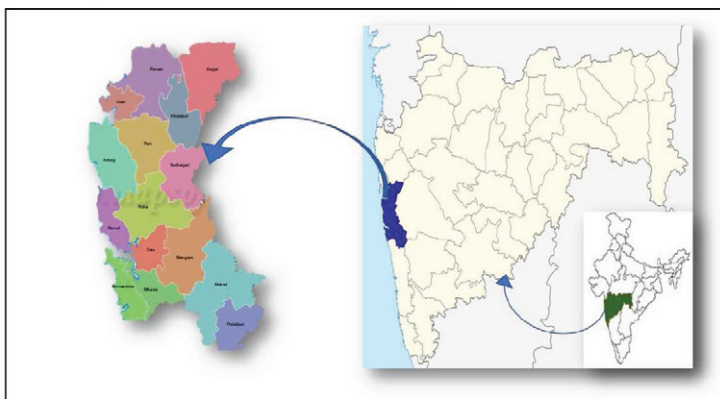 Panvel
Karjat
Uran
Khalapur
Pen
Alibag
Sudhagad
Roha
Murud
Tala
Mangaon
Shrivardhan
Mhasla
Mahad
Poladpur